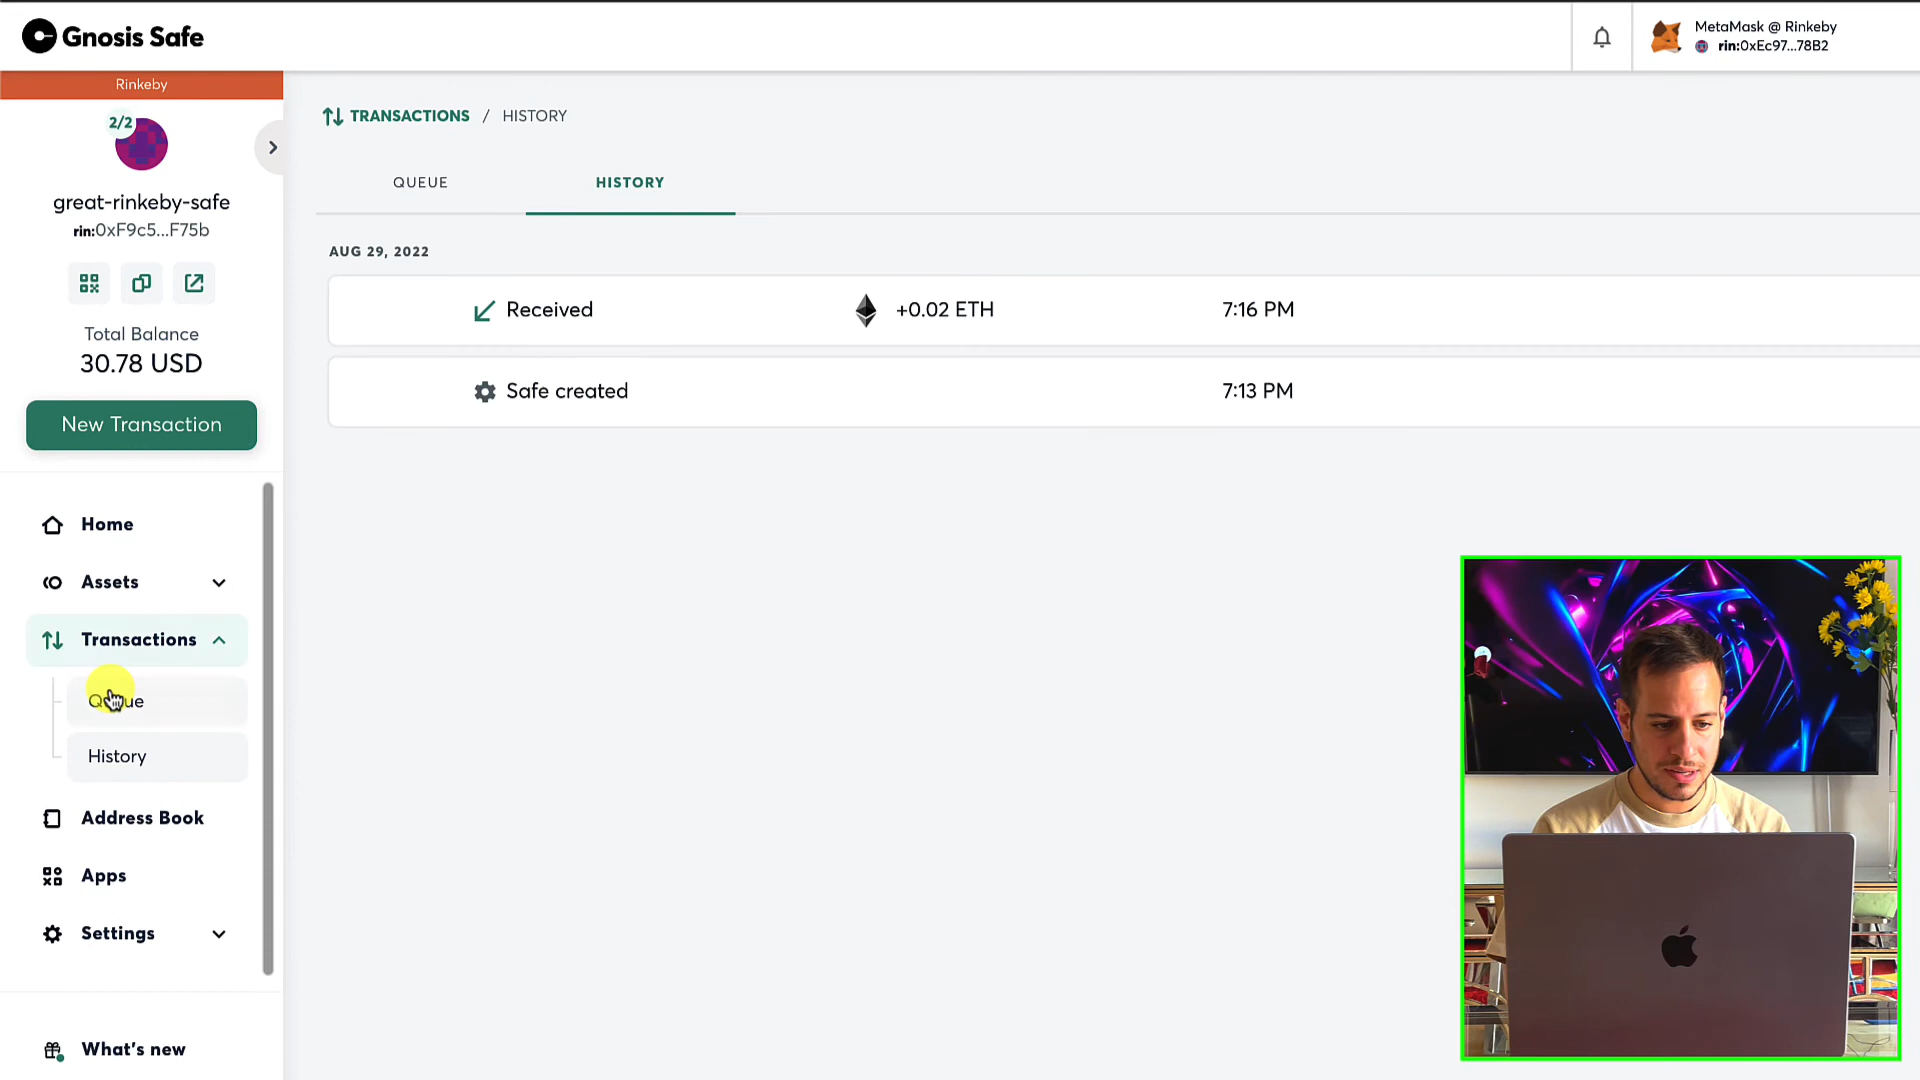 Gnosis Safe
MetaMask @ Rinkeby
rin:0xEc97...78B2
Rinkeby
2/2
great-rinkeby-safe
rin:0xF9c5...F75b
Total Balance
30.78 USD
New Transaction
Home
Assets
Transactions
Queue
History
Address Book
Apps
Settings
What's new
TRANSACTIONS / HISTORY
QUEUE
HISTORY
AUG 29, 2022
Received +0.02 ETH 7:16 PM
Safe created 7:13 PM